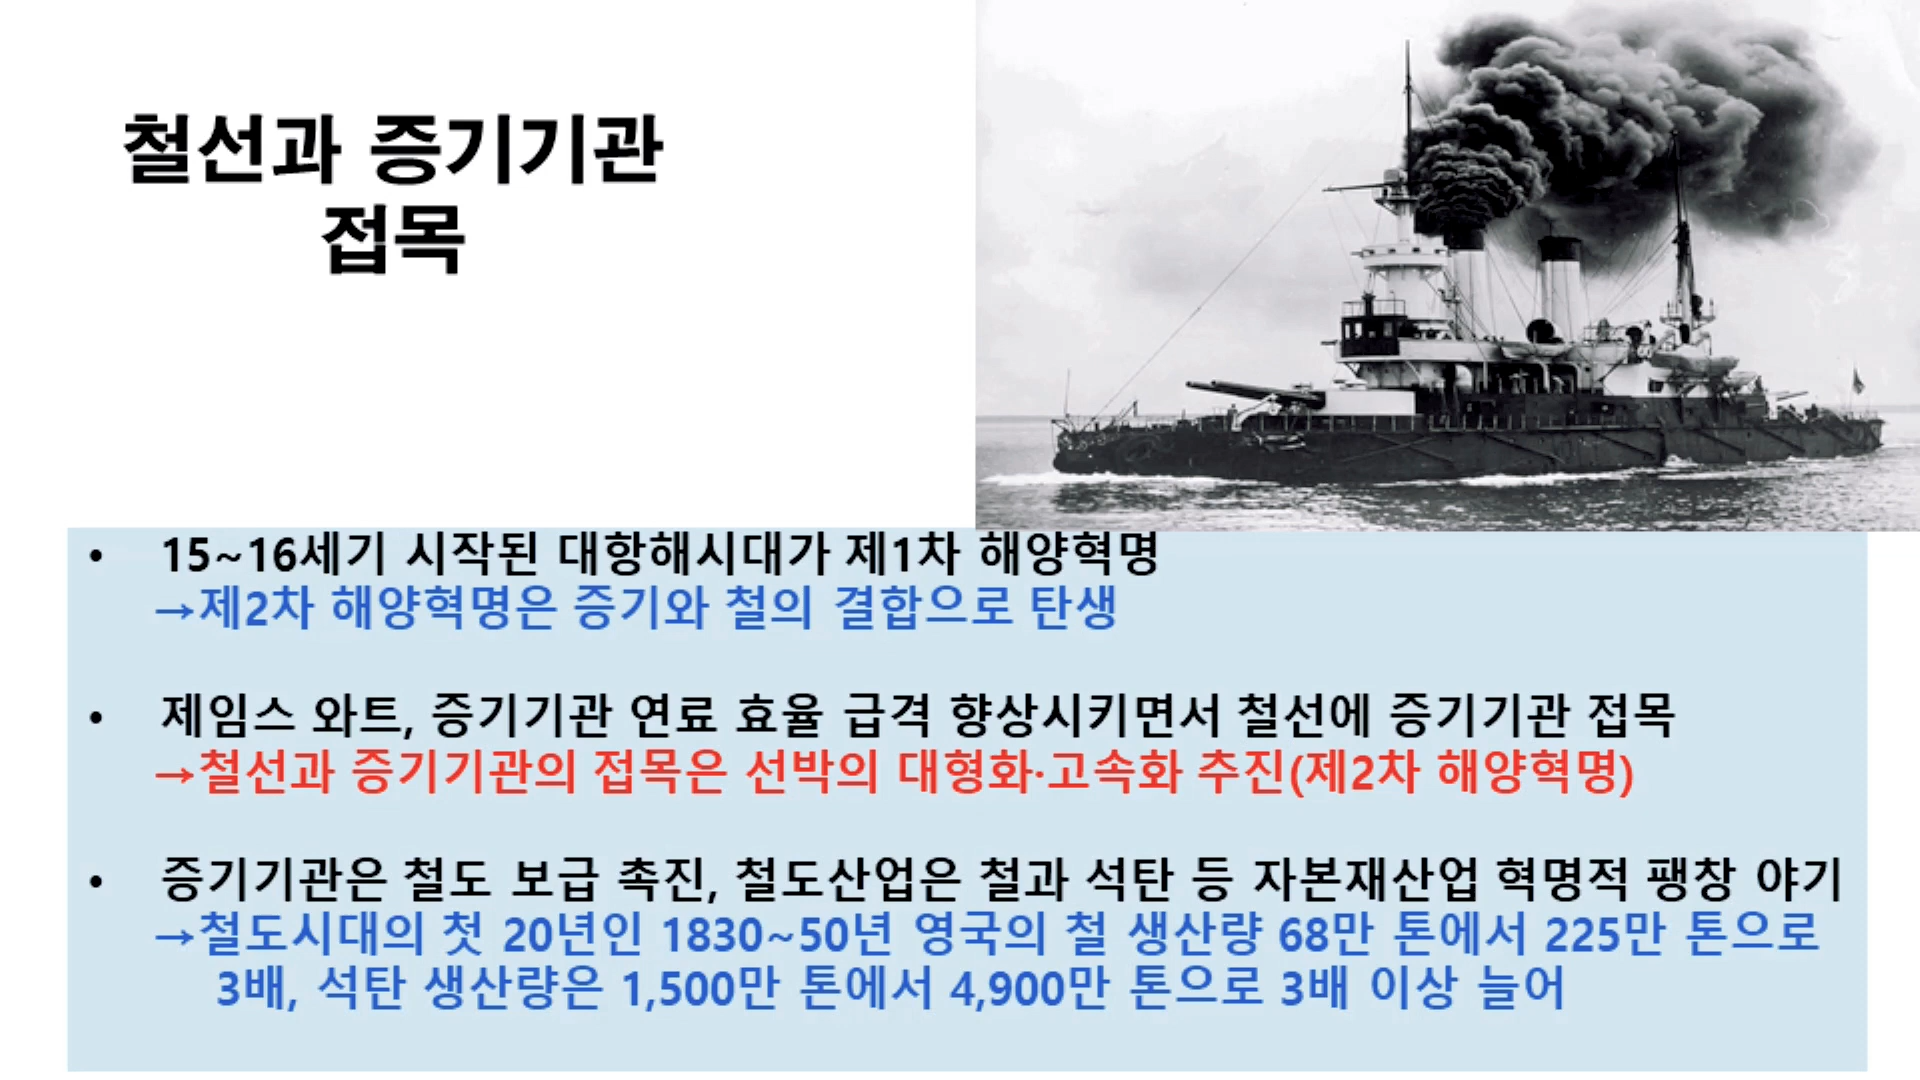 철선과 증기기관
접목
• 15~16세기 시작된 대항해시대가 제1차 해양혁명
→제2차 해양혁명은 증기와 철의 결합으로 탄생
• 제임스 와트, 증기기관 연료 효율 급격 향상시키면서 철선에 증기기관 접목
→철선과 증기기관의 접목은 선박의 대형화·고속화 추진(제2차 해양혁명)
• 증기기관은 철도 보급 촉진, 철도산업은 철과 석탄 등 자본재산업 혁명적 팽창 야기
→철도시대의 첫 20년인 1830~50년 영국의 철 생산량 68만 톤에서 225만 톤으로
3배, 석탄 생산량은 1,500만 톤에서 4,900만 톤으로 3배 이상 늘어